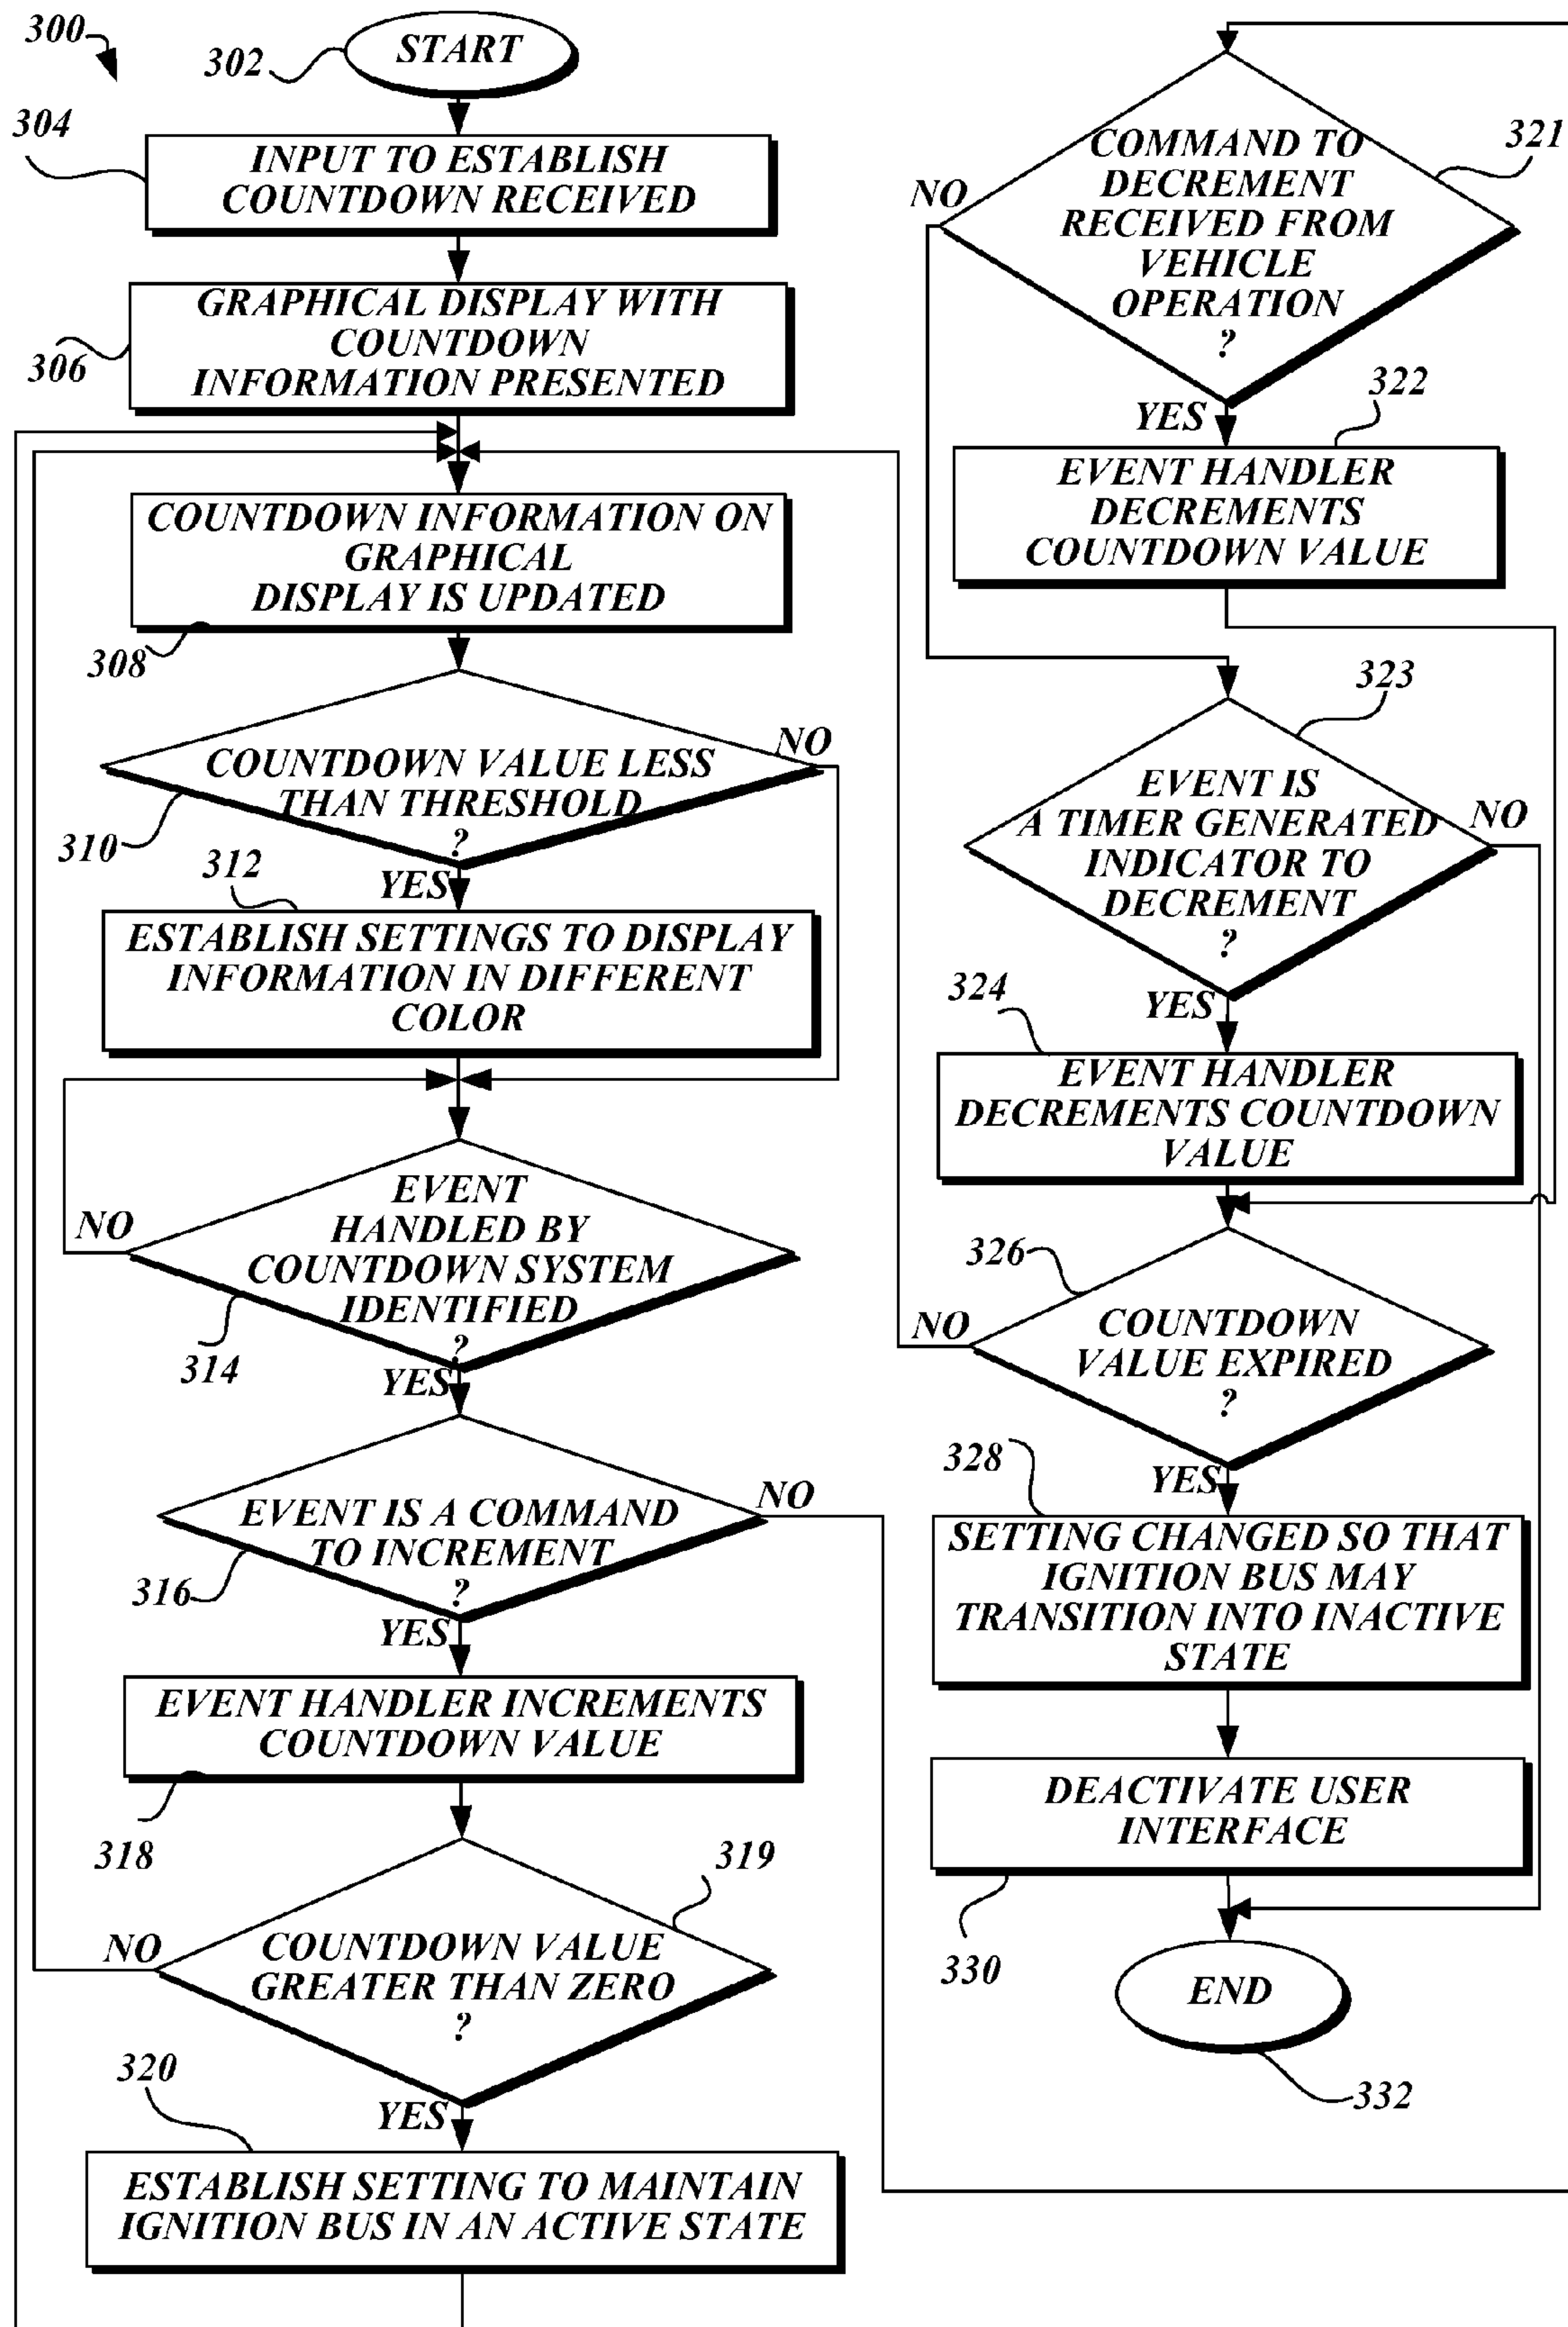 300
302
START
304
INPUT TO ESTABLISH
COUNTDOWN RECEIVED
306
GRAPHICAL DISPLAY WITH
COUNTDOWN
INFORMATION PRESENTED
COUNTDOWN INFORMATION ON
GRAPHICAL
DISPLAY IS UPDATED
308
COUNTDOWN VALUE LESS
THAN THRESHOLD
?
NO
310
YES
312
ESTABLISH SETTINGS TO DISPLAY
INFORMATION IN DIFFERENT
COLOR
EVENT
HANDLED BY
COUNTDOWN SYSTEM
IDENTIFIED
?
NO
314
YES
EVENT IS A COMMAND
TO INCREMENT
?
NO
316
YES
EVENT HANDLER INCREMENTS
COUNTDOWN VALUE
318
319
COUNTDOWN VALUE
GREATER THAN ZERO
?
NO
YES
320
ESTABLISH SETTING TO MAINTAIN
IGNITION BUS IN AN ACTIVE STATE
COMMAND TO
DECREMENT
RECEIVED FROM
VEHICLE
OPERATION
?
321
NO
YES
322
EVENT HANDLER
DECREMENTS
COUNTDOWN VALUE
323
EVENT IS
A TIMER GENERATED
INDICATOR TO
DECREMENT
?
NO
YES
324
EVENT HANDLER
DECREMENTS COUNTDOWN
VALUE
326
COUNTDOWN
VALUE EXPIRED
?
NO
YES
328
SETTING CHANGED SO THAT
IGNITION BUS MAY
TRANSITION INTO INACTIVE
STATE
DEACTIVATE USER
INTERFACE
330
END
332